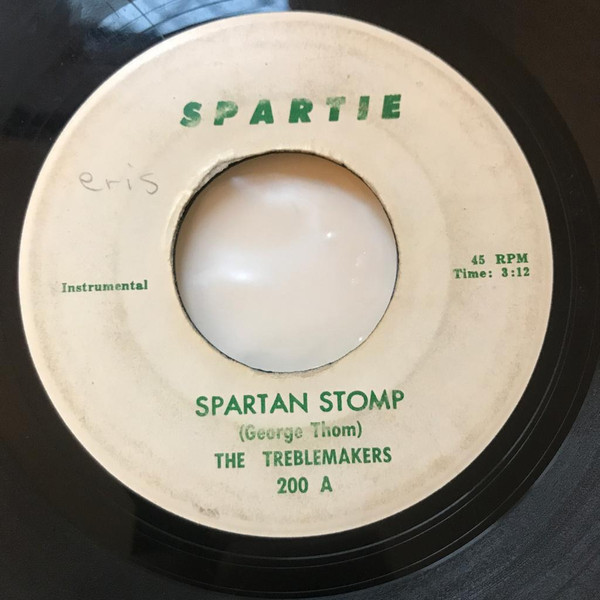 SPARTIE
eris
Instrumental
45 RPM
Time: 3:12
SPARTAN STOMP
(George Thom)
THE TREBLEMAKERS
200 A